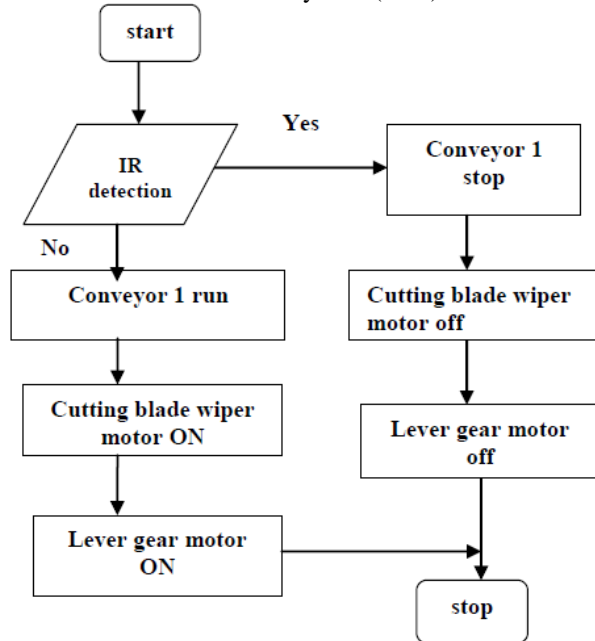 start
Yes
IR
detection
Conveyor 1
stop
No
Conveyor 1 run
Cutting blade wiper
motor off
Cutting blade wiper
motor ON
Lever gear motor
off
Lever gear motor
ON
stop